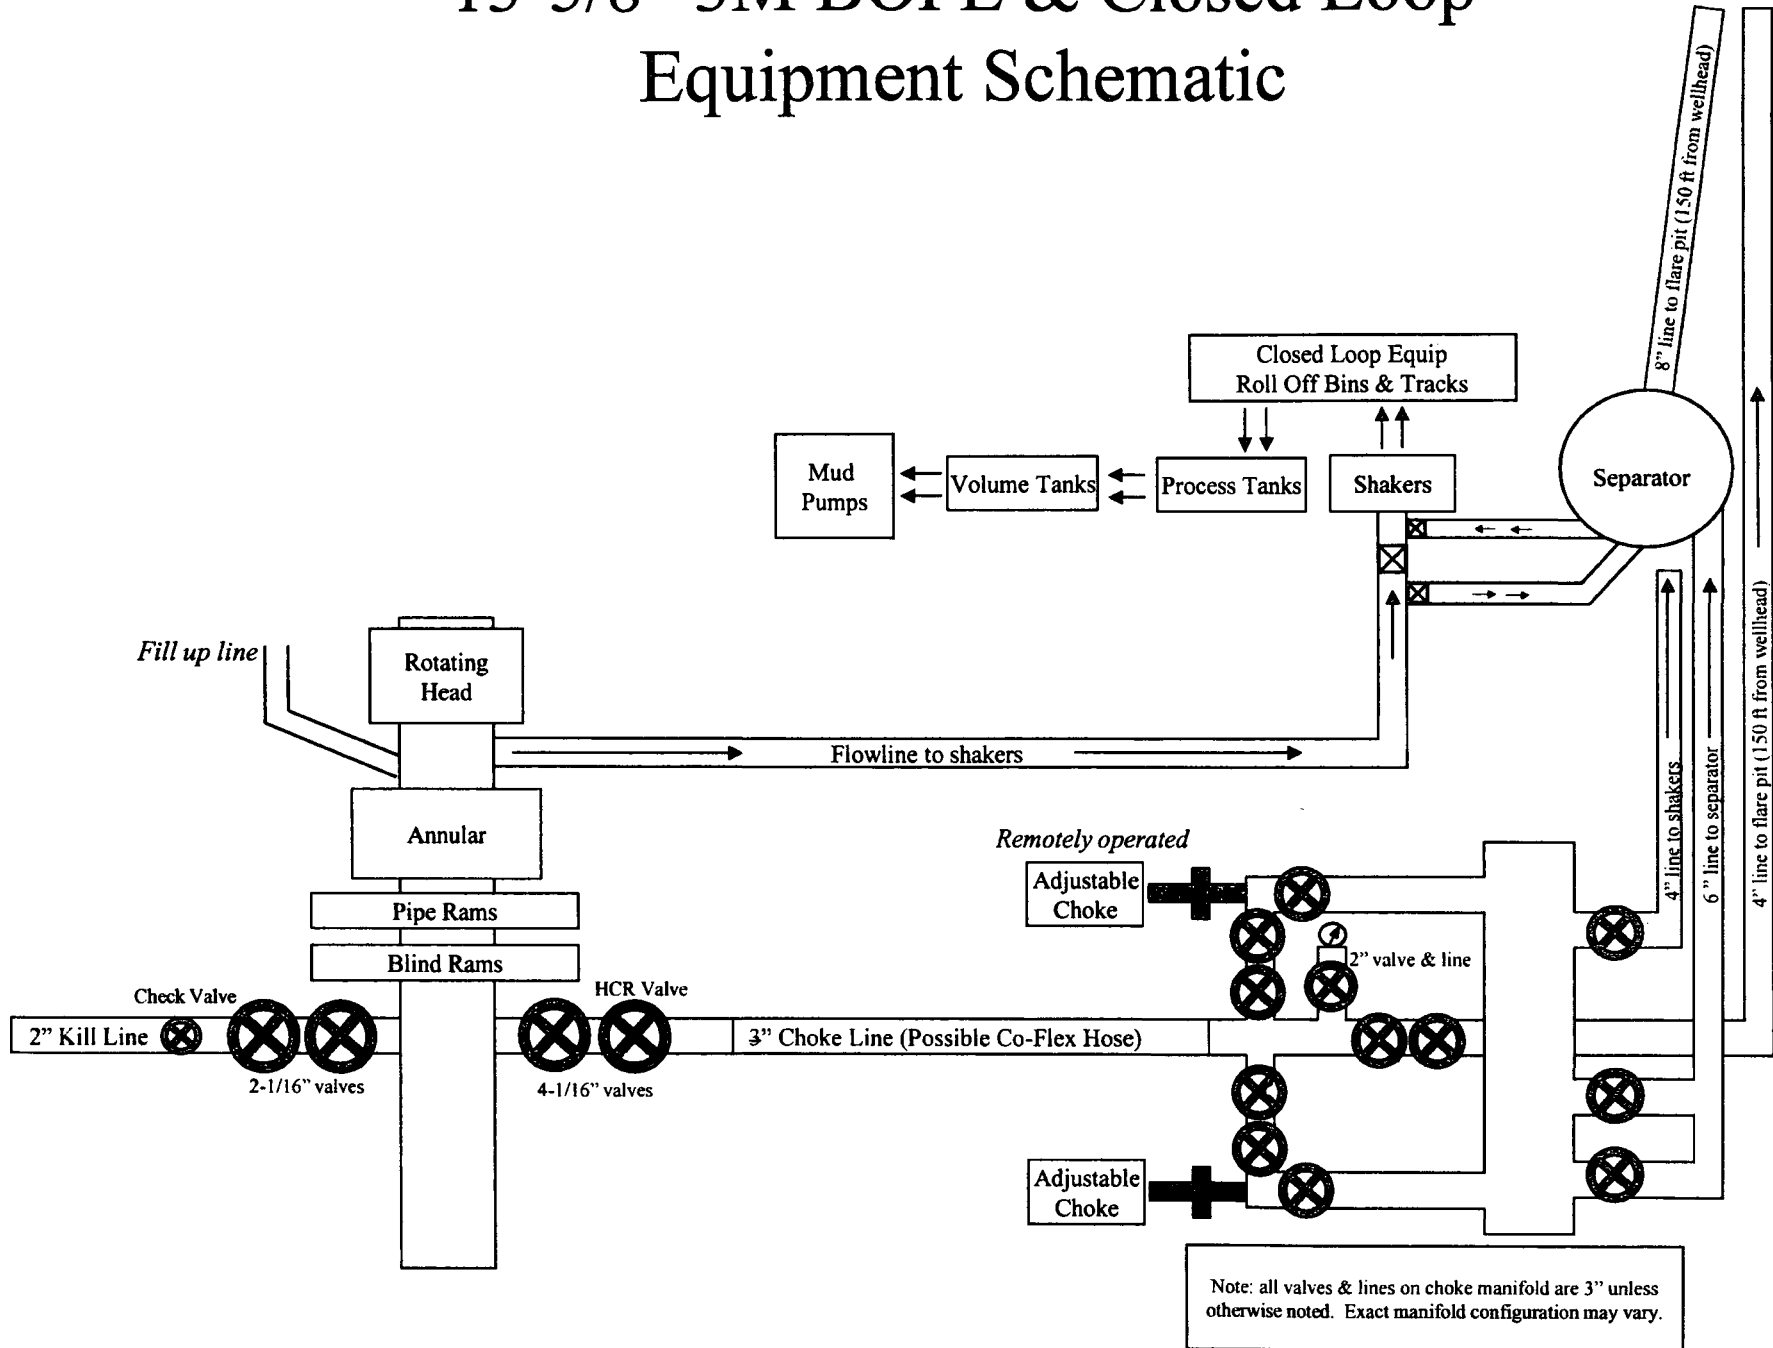 Equipment Schematic
8” line to flare pit (150 ft from wellhead)
Closed Loop Equip
Roll Off Bins & Tracks
Mud
Pumps
Volume Tanks
Process Tanks
Shakers
Separator
Fill up line
Rotating
Head
Flowline to shakers
Annular
Pipe Rams
Blind Rams
Check Valve
HCR Valve
2” Kill Line
3” Choke Line (Possible Co-Flex Hose)
2-1/16” valves
4-1/16” valves
Remotely operated
Adjustable
Choke
2” valve & line
Adjustable
Choke
4” line to shakers
6” line to separator
4” line to flare pit (150 ft from wellhead)
Note: all valves & lines on choke manifold are 3” unless
otherwise noted. Exact manifold configuration may vary.